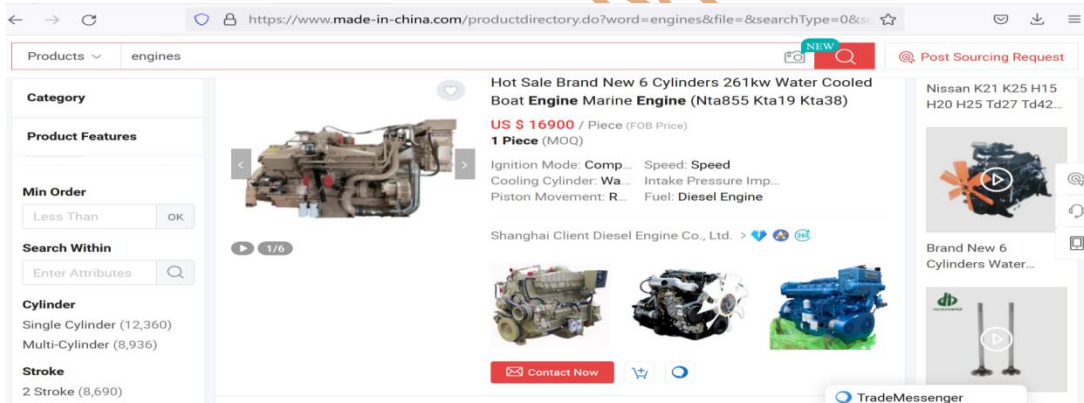 https://www.made-in-china.com/productdirectory.do?word=engines&file=&searchType=0&
Products
engines
NEW
Post Sourcing Request
Category
Product Features
Min Order
Less Than
OK
Search Within
Enter Attributes
Cylinder
Single Cylinder (12,360)
Multi-Cylinder (8,936)
Stroke
2 Stroke (8,690)
1/6
Hot Sale Brand New 6 Cylinders 261kw Water Cooled
Boat Engine Marine Engine (Nta855 Kta19 Kta38)
US $ 16900 / Piece (FOB Price)
1 Piece (MOQ)
Ignition Mode: Comp... Speed: Speed
Cooling Cylinder: Wa... Intake Pressure Imp...
Piston Movement: R... Fuel: Diesel Engine
Shanghai Client Diesel Engine Co., Ltd. >
Contact Now
Nissan K21 K25 H15
H20 H25 Td27 Td42...
Brand New 6
Cylinders Water...
db
TradeMessenger